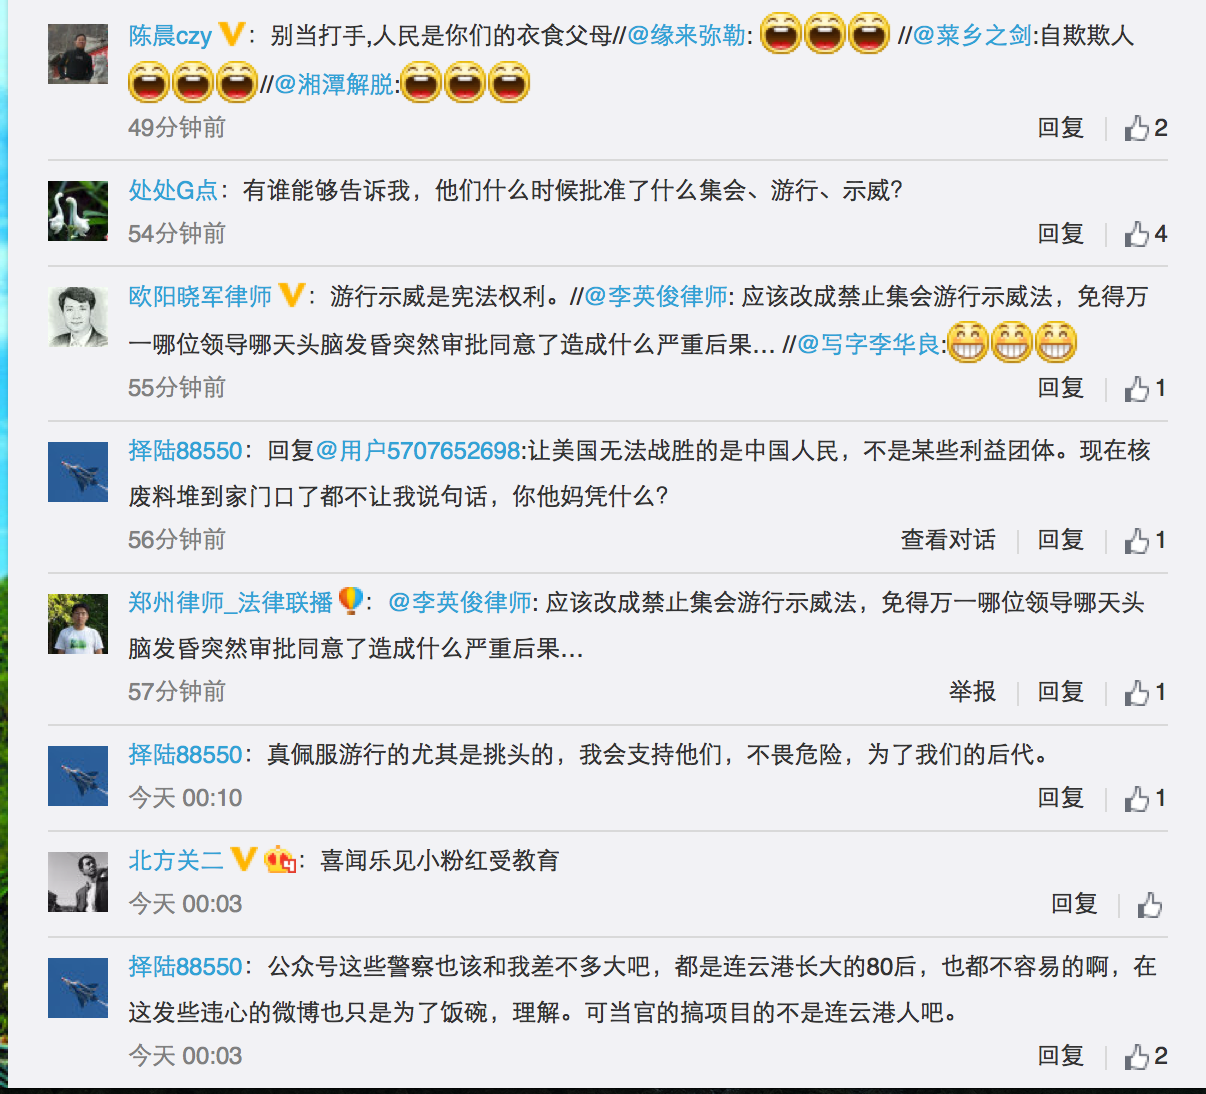 陈晨czy V：别当打手,人民是你们的衣食父母//@缘来弥勒: //@菜乡之剑:自欺欺人
//@湘潭解脱:
49分钟前 回复 2
处处G点：有谁能够告诉我，他们什么时候批准了什么集会、游行、示威?
54分钟前 回复 4
欧阳晓军律师 V：游行示威是宪法权利。//@李英俊律师: 应该改成禁止集会游行示威法，免得万
一哪位领导哪天头脑发昏突然审批同意了造成什么严重后果... //@写字李华良:
55分钟前 回复 1
择陆88550：回复@用户5707652698:让美国无法战胜的是中国人民，不是某些利益团体。现在核
废料堆到家门口了都不让我说句话，你他妈凭什么?
56分钟前 查看对话 回复 1
郑州律师_法律联播：@李英俊律师: 应该改成禁止集会游行示威法，免得万一哪位领导哪天头
脑发昏突然审批同意了造成什么严重后果...
57分钟前 举报 回复 1
择陆88550：真佩服游行的尤其是挑头的，我会支持他们，不畏危险，为了我们的后代。
今天 00:10 回复 1
北方关二 V 4：喜闻乐见小粉红受教育
今天 00:03 回复
择陆88550：公众号这些警察也该和我差不多大吧，都是连云港长大的80后，也都不容易的啊，在
这发些违心的微博也只是为了饭碗，理解。可当官的搞项目的不是连云港人吧。
今天 00:03 回复 2